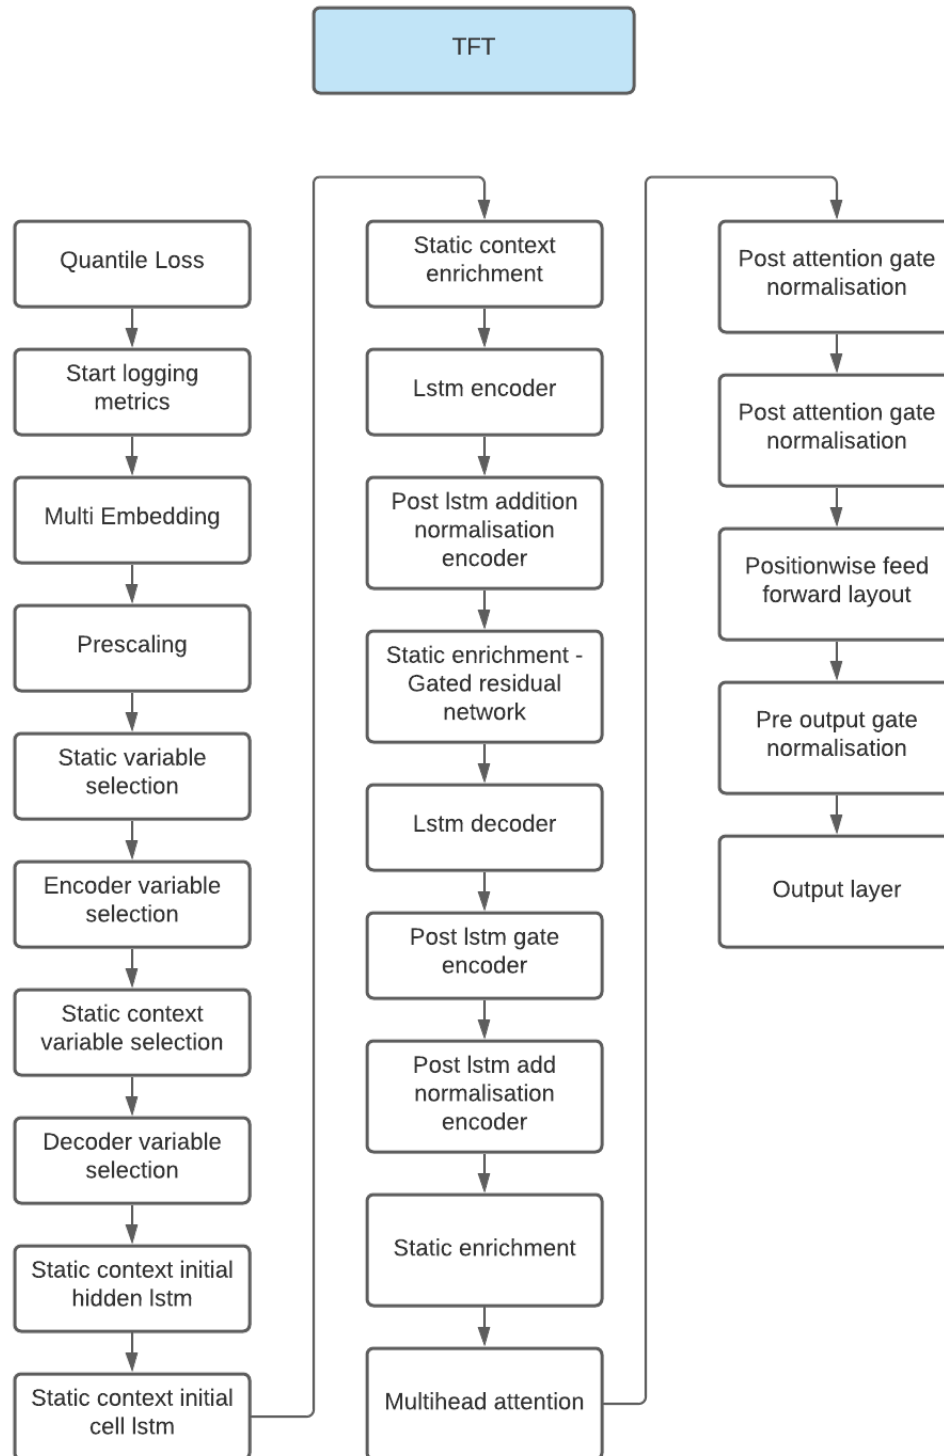 TFT
Quantile Loss
Start logging
metrics
Multi Embedding
Prescaling
Static variable
selection
Encoder variable
selection
Static context
variable selection
Decoder variable
selection
Static context initial
hidden lstm
Static context initial
cell lstm
Static context
enrichment
Lstm encoder
Post lstm addition
normalisation
encoder
Static enrichment -
Gated residual
network
Lstm decoder
Post lstm gate
encoder
Post lstm add
normalisation
encoder
Static enrichment
Multihead attention
Post attention gate
normalisation
Post attention gate
normalisation
Positionwise feed
forward layout
Pre output gate
normalisation
Output layer